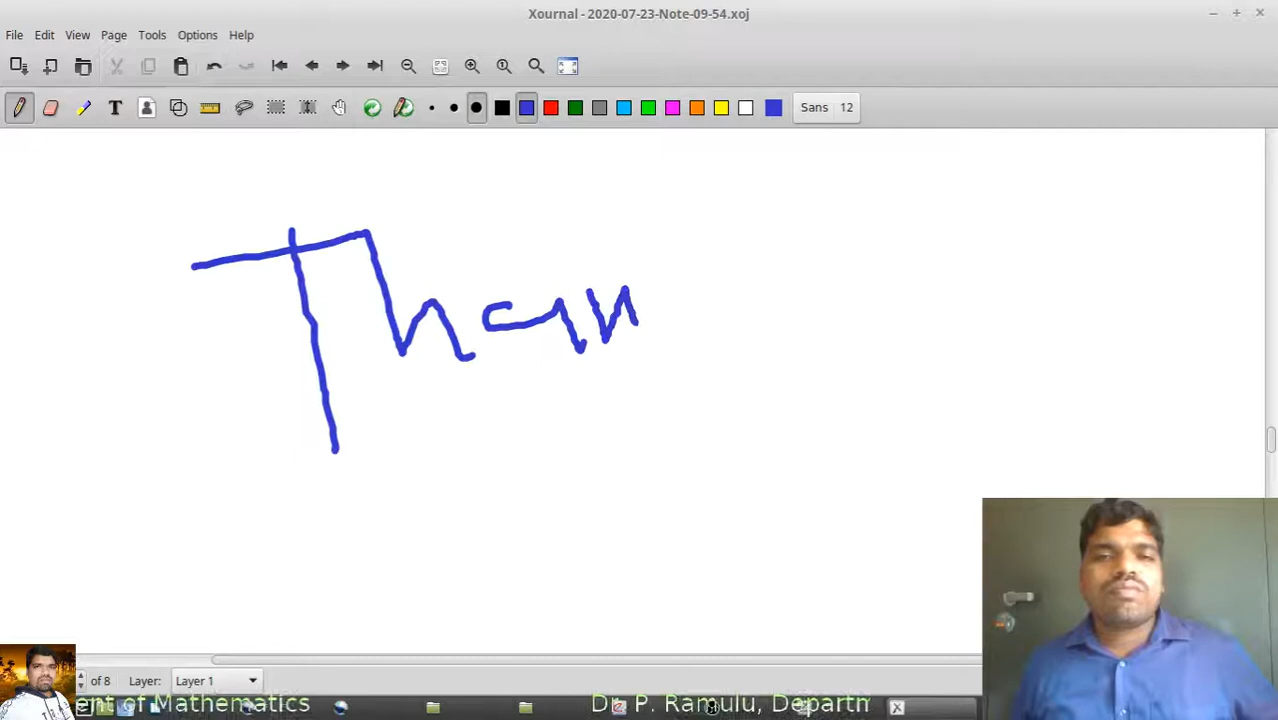 Xournal - 2020-07-23-Note-09-54.xoj
File Edit View Page Tools Options Help
Sans 12
Than
of 8 Layer: Layer 1
ent of Mathematics Dr. P. Ramulu, Departn